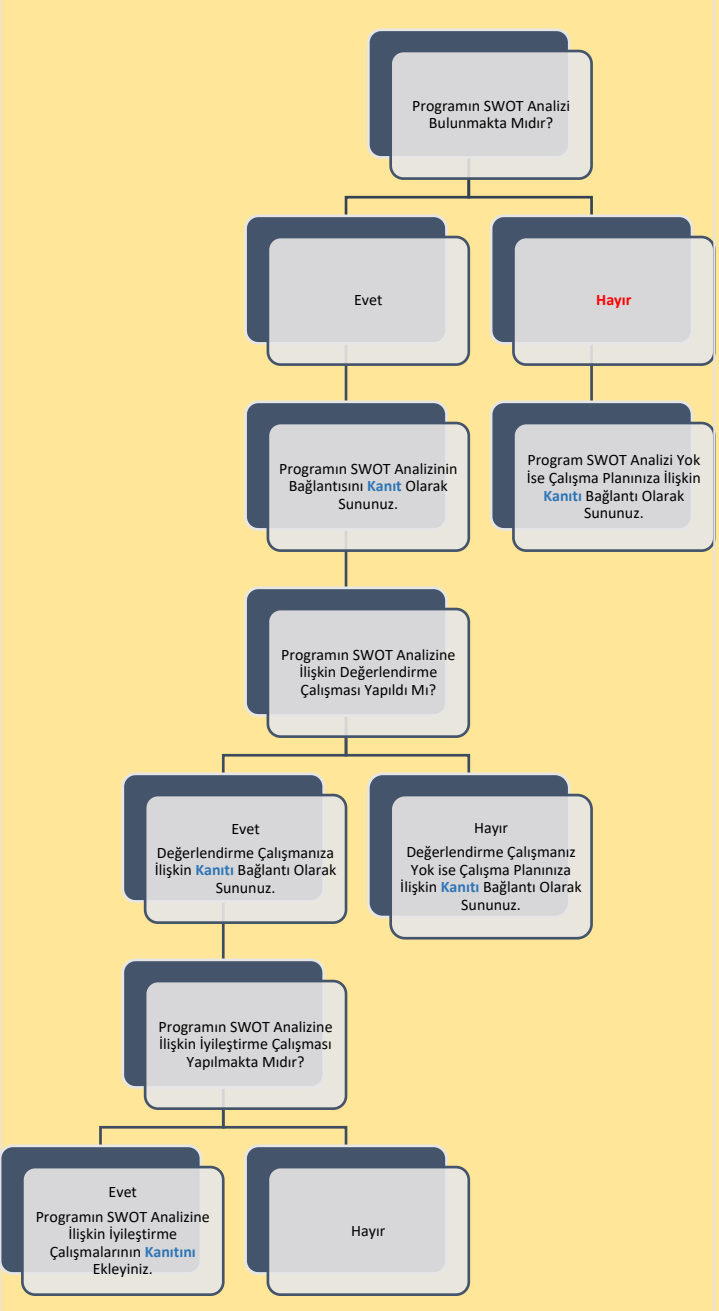 Programın SWOT Analizi
Bulunmakta Mıdır?
Evet
Hayır
Programın SWOT Analizinin
Bağlantısını Kanıt Olarak
Sununuz.
Program SWOT Analizi Yok
İse Çalışma Planınıza İlişkin
Kanıtı Bağlantı Olarak
Sununuz.
Programın SWOT Analizine
İlişkin Değerlendirme
Çalışması Yapıldı Mı?
Evet
Değerlendirme Çalışmanıza
İlişkin Kanıtı Bağlantı Olarak
Sununuz.
Hayır
Değerlendirme Çalışmanız
Yok ise Çalışma Planınıza
İlişkin Kanıtı Bağlantı Olarak
Sununuz.
Programın SWOT Analizine
İlişkin İyileştirme Çalışması
Yapılmakta Mıdır?
Evet
Programın SWOT Analizine
İlişkin İyileştirme
Çalışmalarının Kanıtını
Ekleyiniz.
Hayır